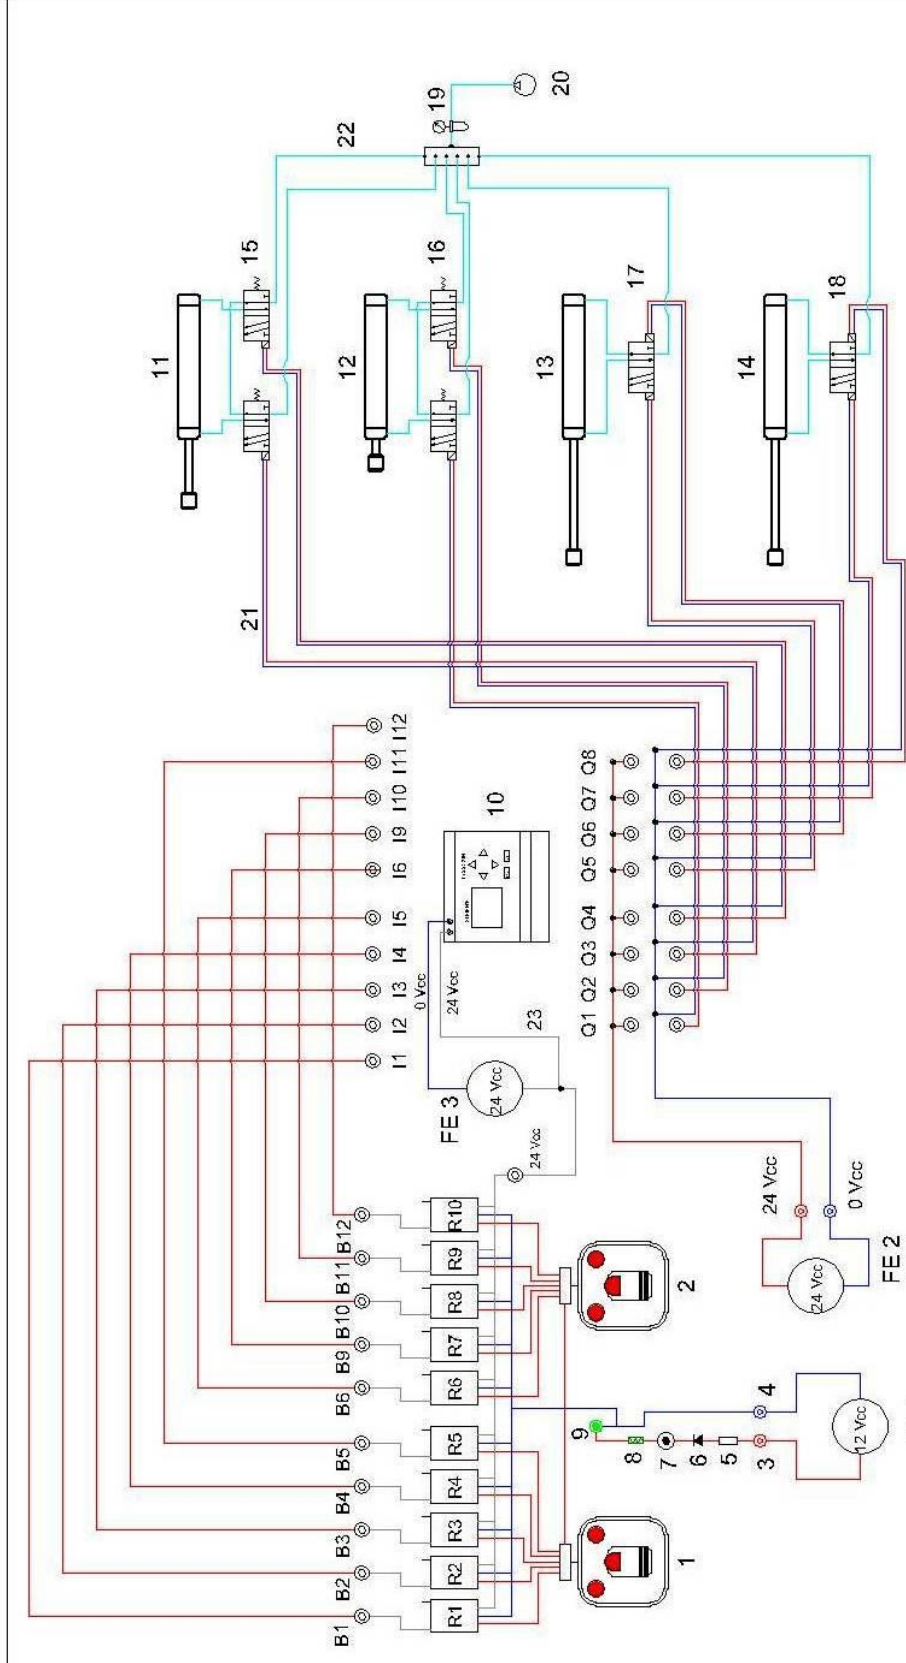 11
12
13
14
15
16
17
18
19
20
21
22
I1
I2
I3
I4
I5
I6
I9
I10
I11
I12
10
0 Vcc
24 Vcc
23
FE 3
24 Vcc
24 Vcc
Q1
Q2
Q3
Q4
Q5
Q6
Q7
Q8
B1
B2
B3
B4
B5
B6
B9
B10
B11
B12
R1
R2
R3
R4
R5
R6
R7
R8
R9
R10
1
2
3
4
5
6
7
8
9
12 Vcc
24 Vcc
0 Vcc
24 Vcc
FE 2